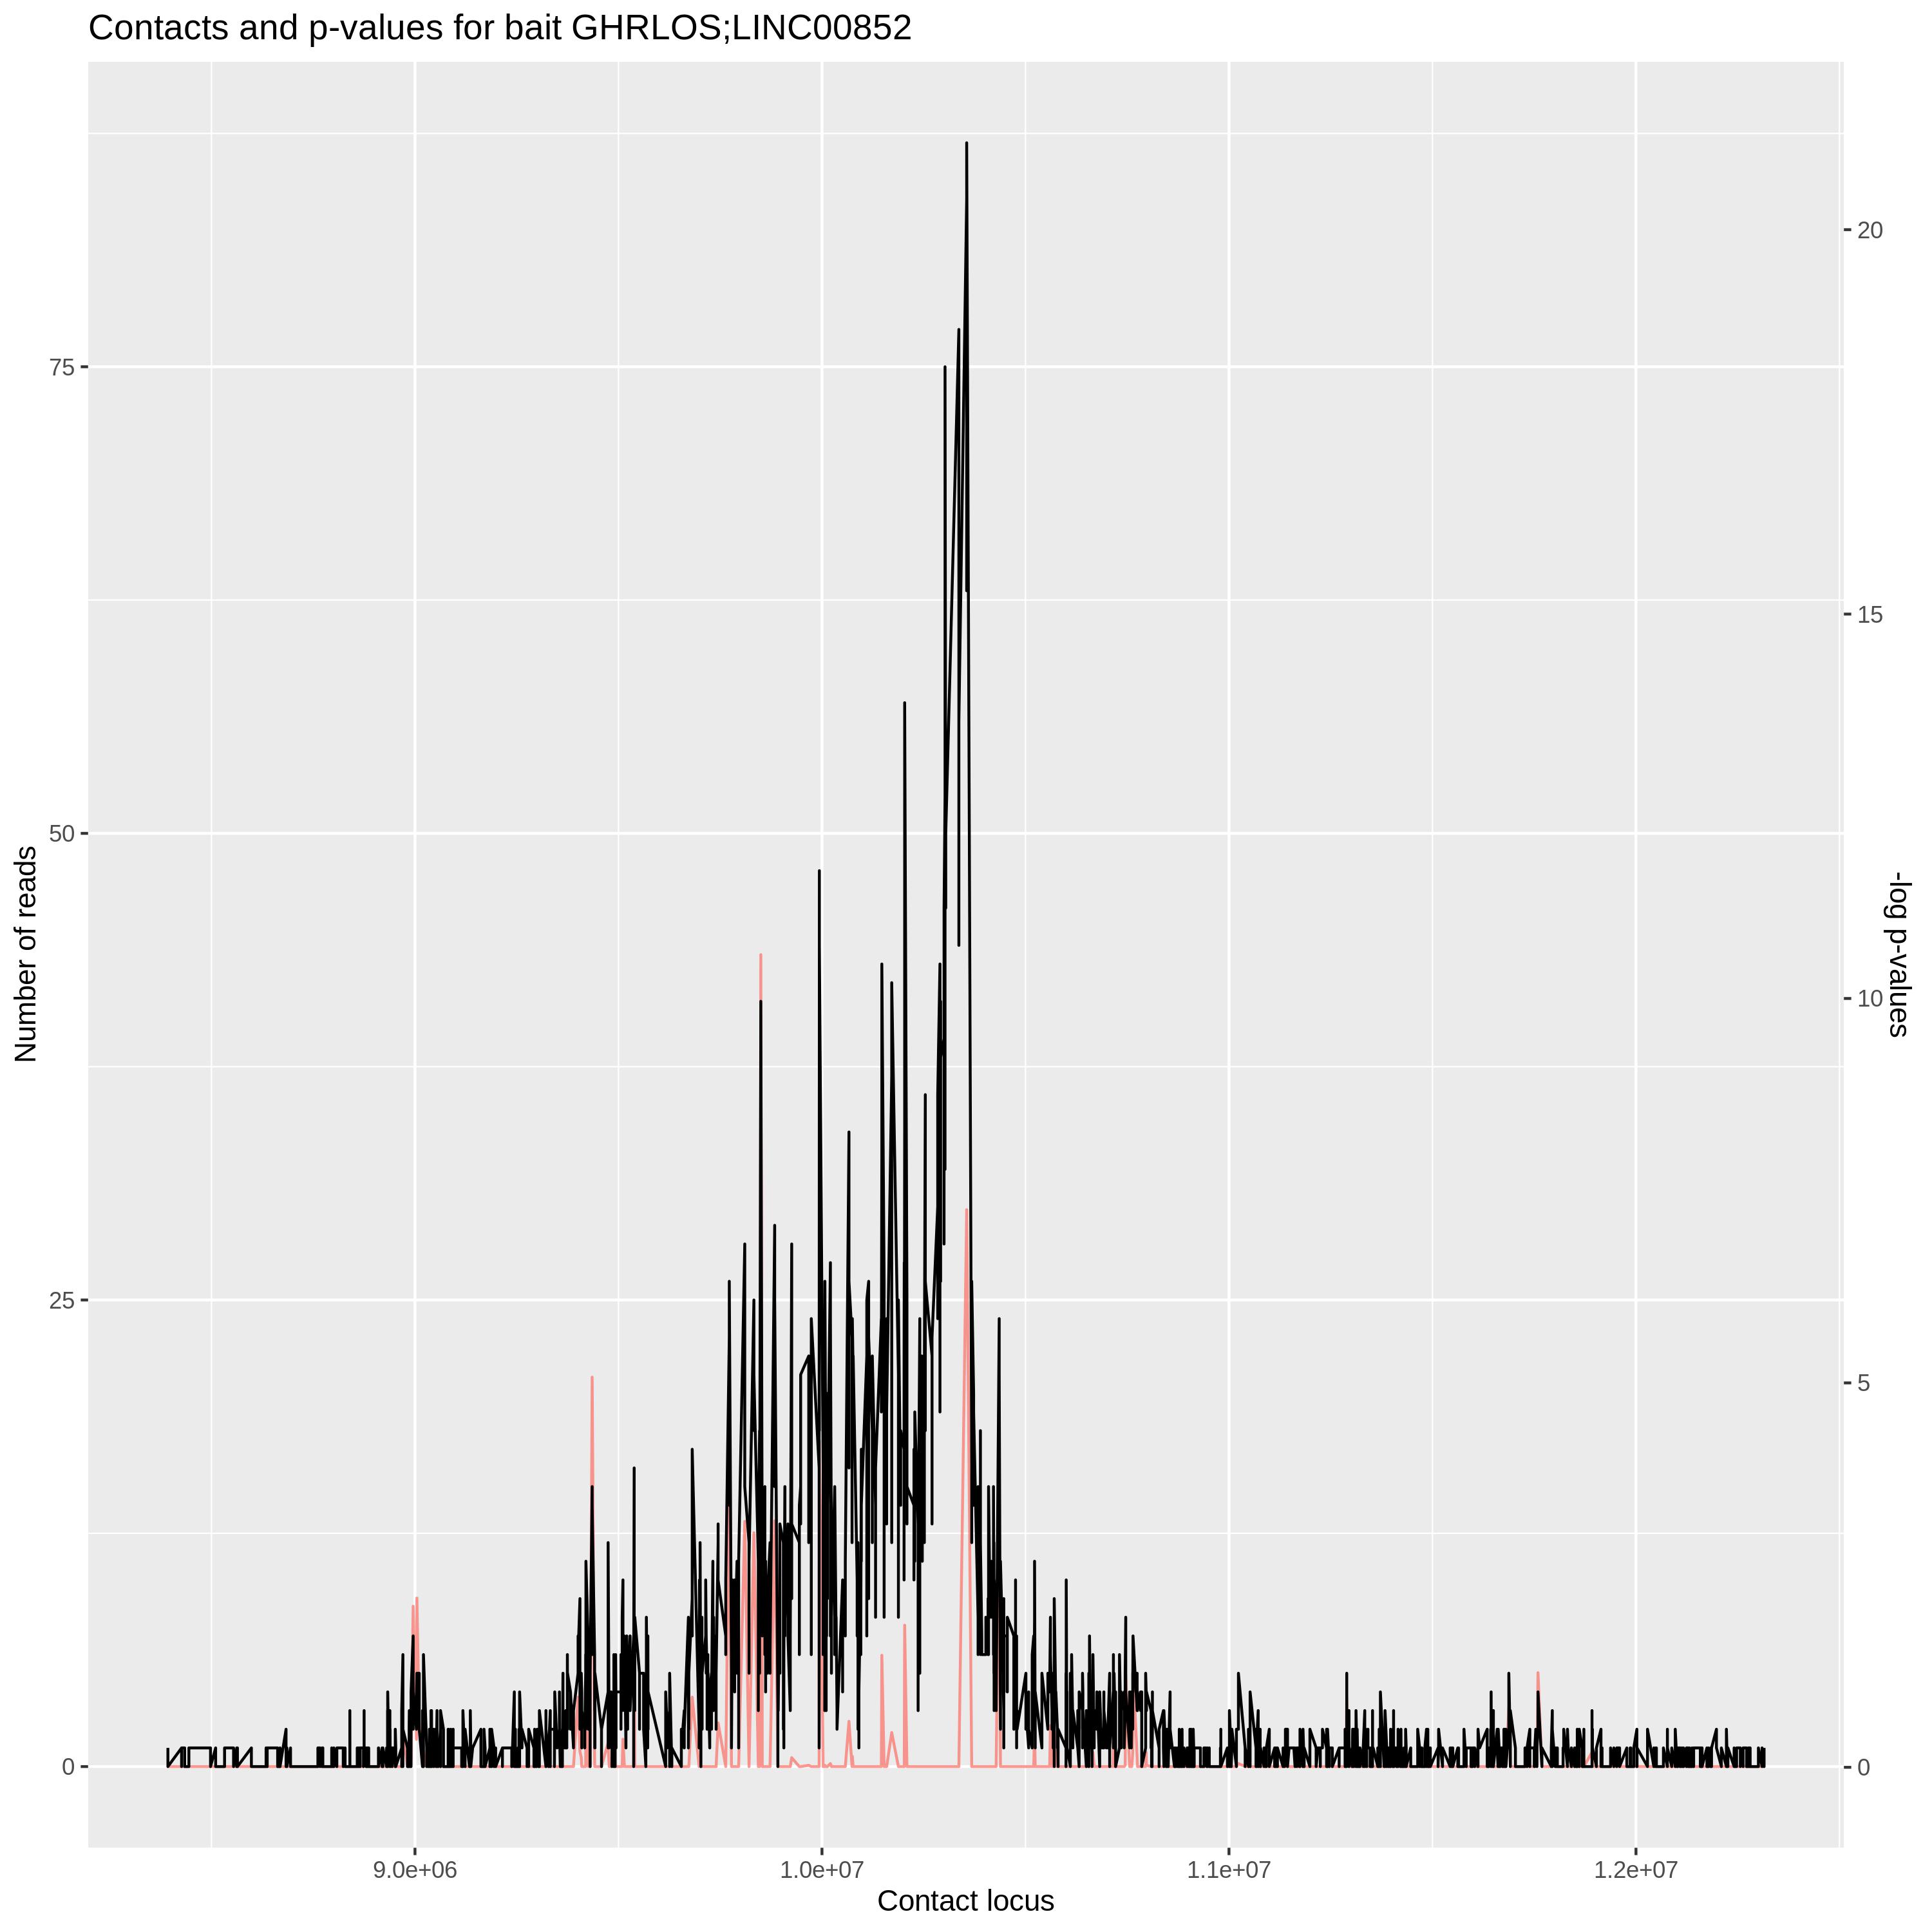 Contacts and p-values for bait GHRLOS;LINC00852
Number of reads
75
50
25
0
20
15
10
5
0
-log p-values
9.0e+06
1.0e+07
1.1e+07
1.2e+07
Contact locus